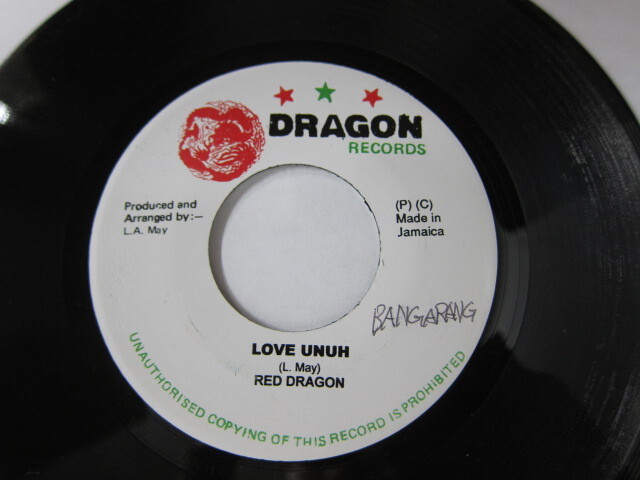 DRAGON
RECORDS
Produced and
Arranged by:-
L.A. May
(P) (C)
Made in
Jamaica
BANGARANG
LOVE UNUH
(L. May)
RED DRAGON
UNAUTHORISED COPYING OF THIS RECORD IS PROHIBITED